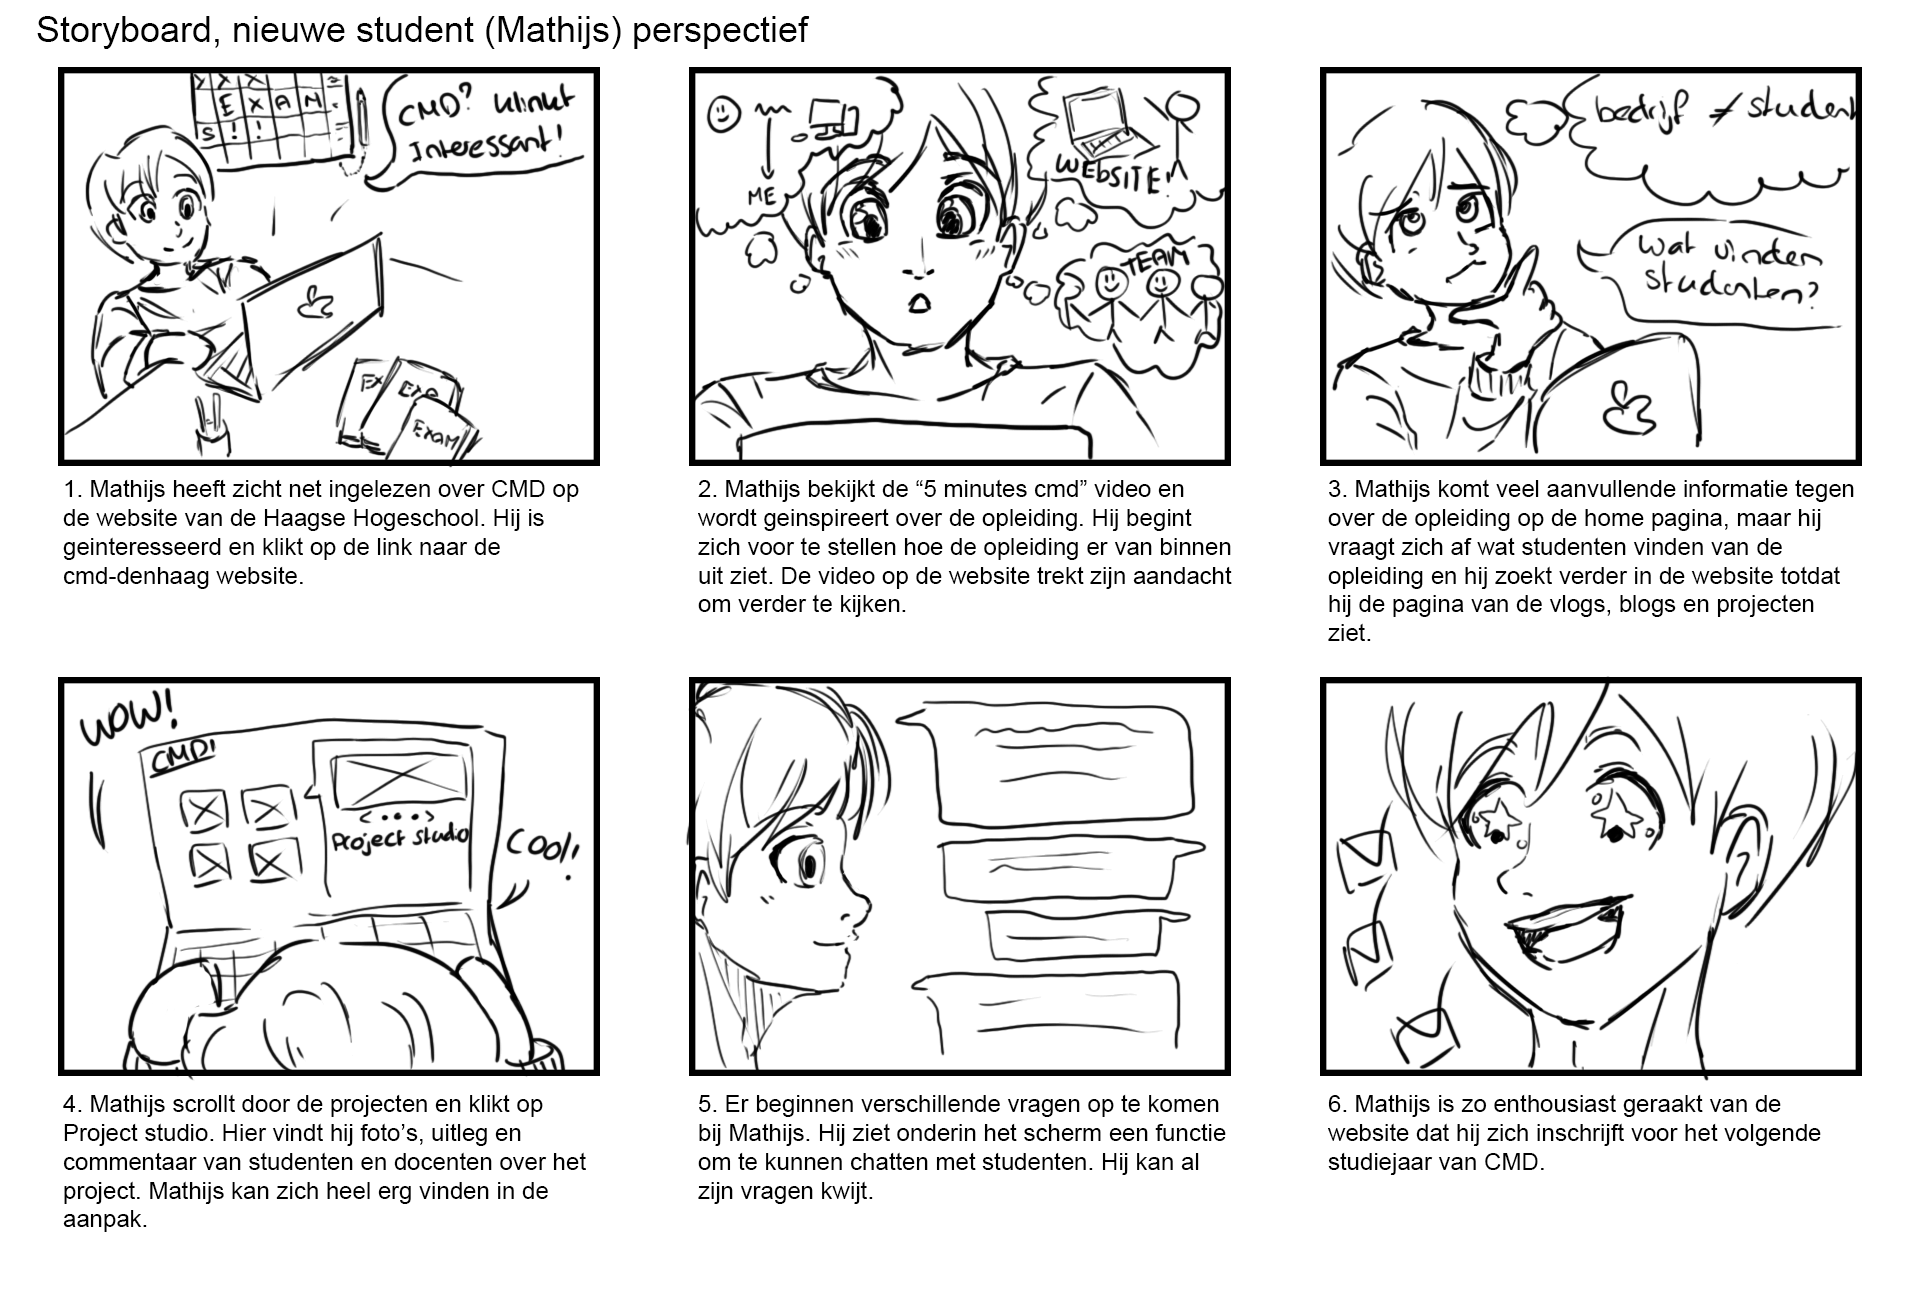 Storyboard, nieuwe student (Mathijs) perspectief
EXAM
S!!
CMD? klinkt
Interessant!
EXAM
1. Mathijs heeft zicht net ingelezen over CMD op
de website van de Haagse Hogeschool. Hij is
geinteresseerd en klikt op de link naar de
cmd-denhaag website.
ME
WEBSITE!
TEAM
2. Mathijs bekijkt de “5 minutes cmd” video en
wordt geinspireert over de opleiding. Hij begint
zich voor te stellen hoe de opleiding er van binnen
uit ziet. De video op de website trekt zijn aandacht
om verder te kijken.
bedrijf ≠ student
Wat vinden
studenten?
3. Mathijs komt veel aanvullende informatie tegen
over de opleiding op de home pagina, maar hij
vraagt zich af wat studenten vinden van de
opleiding en hij zoekt verder in de website totdat
hij de pagina van de vlogs, blogs en projecten
ziet.
WOW!
CMD!
<...>
Project Studio
COOL!
4. Mathijs scrollt door de projecten en klikt op
Project studio. Hier vindt hij foto’s, uitleg en
commentaar van studenten en docenten over het
project. Mathijs kan zich heel erg vinden in de
aanpak.
5. Er beginnen verschillende vragen op te komen
bij Mathijs. Hij ziet onderin het scherm een functie
om te kunnen chatten met studenten. Hij kan al
zijn vragen kwijt.
6. Mathijs is zo enthousiast geraakt van de
website dat hij zich inschrijft voor het volgende
studiejaar van CMD.